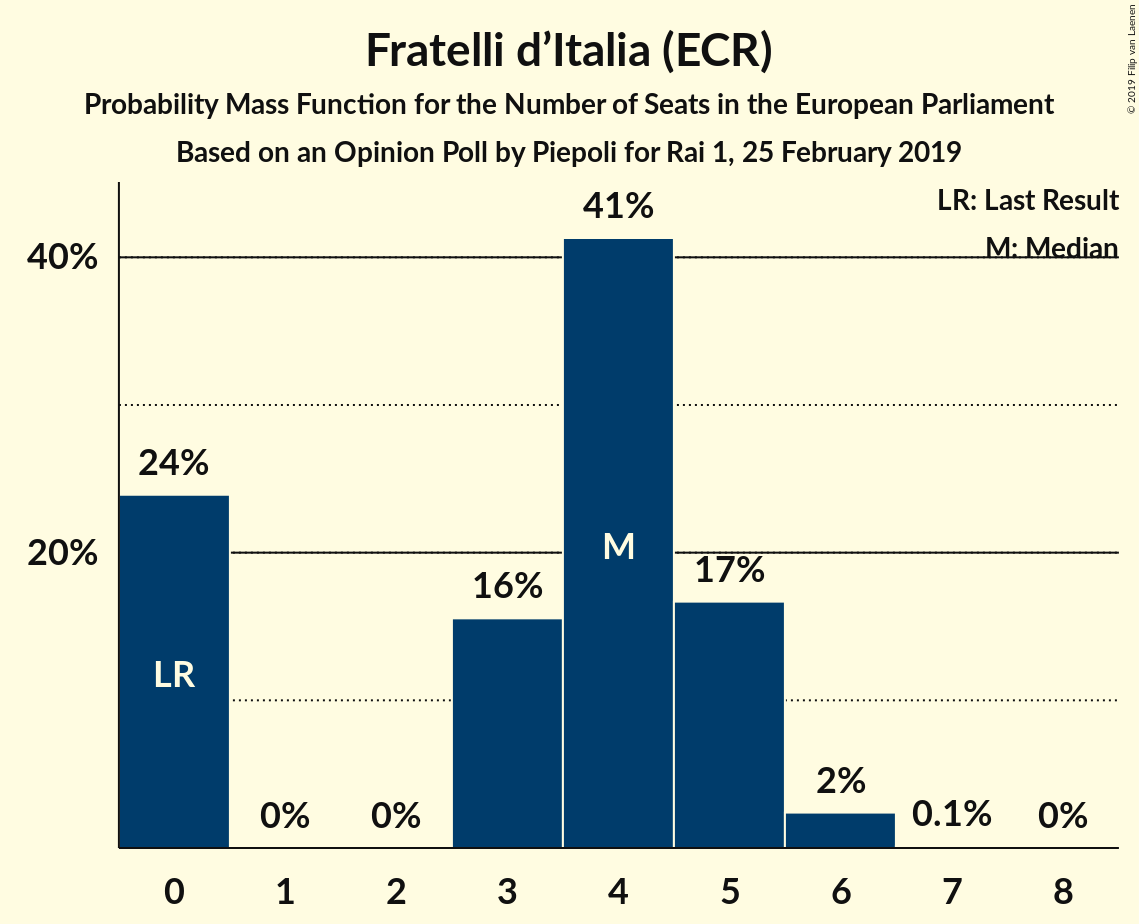 Fratelli d’Italia (ECR)
Probability Mass Function for the Number of Seats in the European Parliament
Based on an Opinion Poll by Piepoli for Rai 1, 25 February 2019
© 2019 Filip van Laenen
LR: Last Result
M: Median
41%
40%
24%
20%
M
17%
16%
LR
2%
0% 0% 0.1% 0%
0 1 2 3 4 5 6 7 8